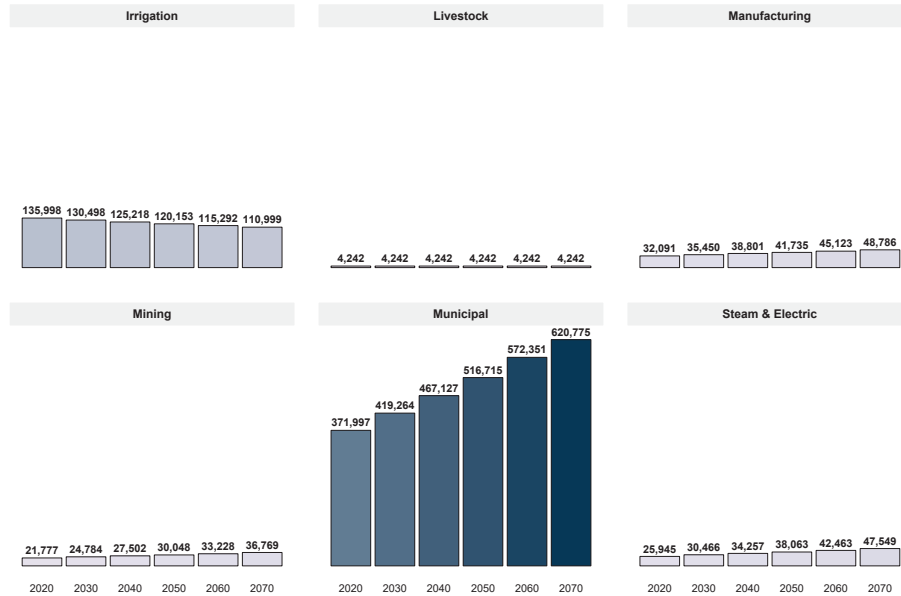 Irrigation Livestock Manufacturing
135,998 130,498 125,218 120,153 115,292 110,999 4,242 4,242 4,242 4,242 4,242 4,242 32,091 35,450 38,801 41,735 45,123 48,786
Mining Municipal Steam & Electric
21,777 24,784 27,502 30,048 33,228 36,769 371,997 419,264 467,127 516,715 572,351 620,775 25,945 30,466 34,257 38,063 42,463 47,549
2020 2030 2040 2050 2060 2070 2020 2030 2040 2050 2060 2070 2020 2030 2040 2050 2060 2070